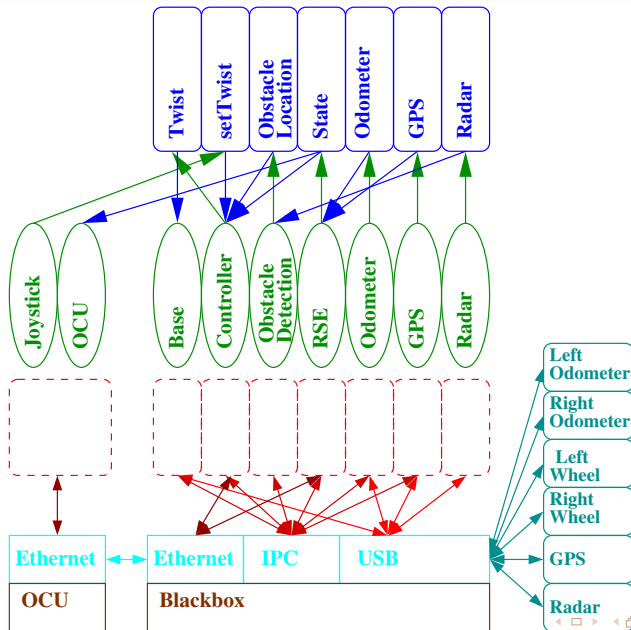 Twist
setTwist
Obstacle
Location
State
Odometer
GPS
Radar
Joystick
OCU
Base
Controller
Obstacle
Detection
RSE
Odometer
GPS
Radar
Left
Odometer
Right
Odometer
Left
Wheel
Right
Wheel
GPS
Radar
Ethernet
Ethernet
IPC
USB
OCU
Blackbox